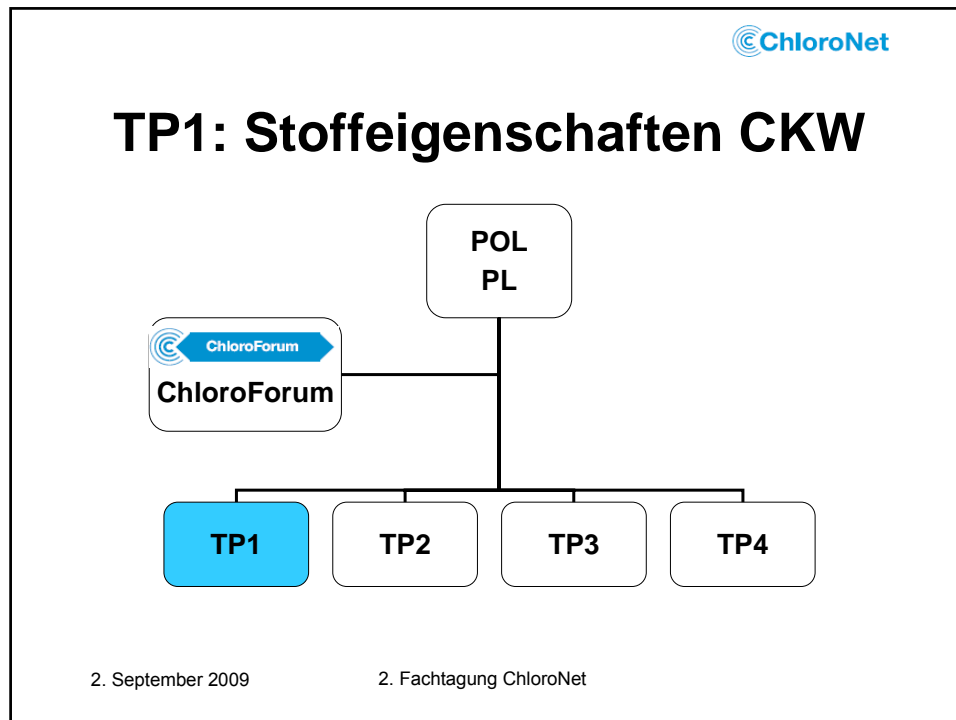 ChloroNet
TP1: Stoffeigenschaften CKW
POL
PL
ChloroForum
ChloroForum
TP1 TP2 TP3 TP4
2. September 2009 2. Fachtagung ChloroNet